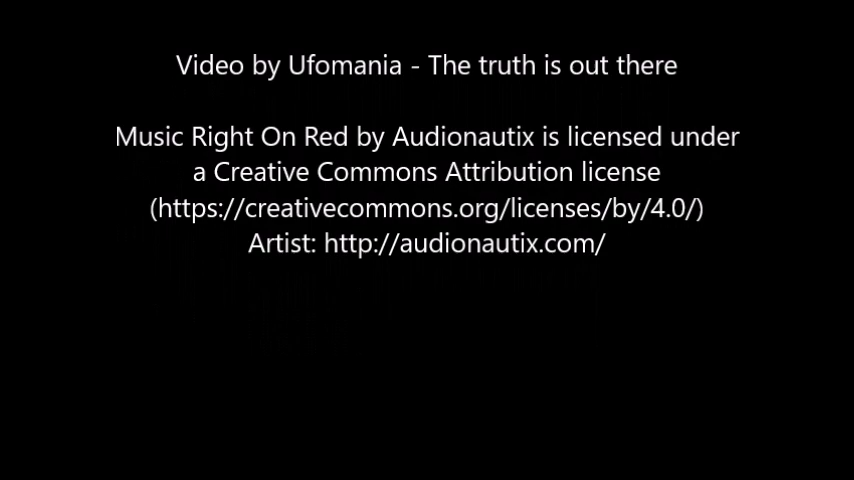 Video by Ufomania - The truth is out there
Music Right On Red by Audionautix is licensed under
a Creative Commons Attribution license
(https://creativecommons.org/licenses/by/4.0/)
Artist: http://audionautix.com/